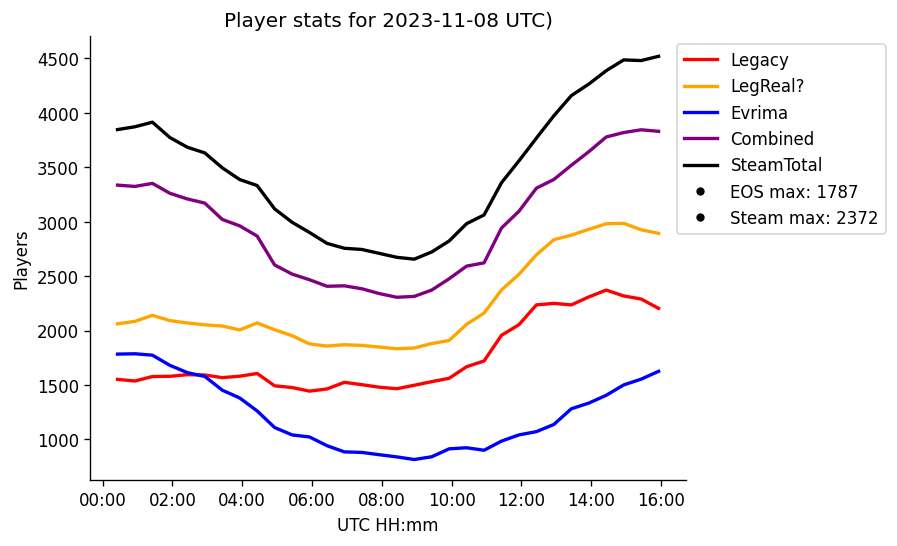 Player stats for 2023-11-08 UTC)
4500
4000
3500
3000
2500
2000
1500
1000
Players
00:00 02:00 04:00 06:00 08:00 10:00 12:00 14:00 16:00
UTC HH:mm
Legacy
LegReal?
Evrima
Combined
SteamTotal
EOS max: 1787
Steam max: 2372